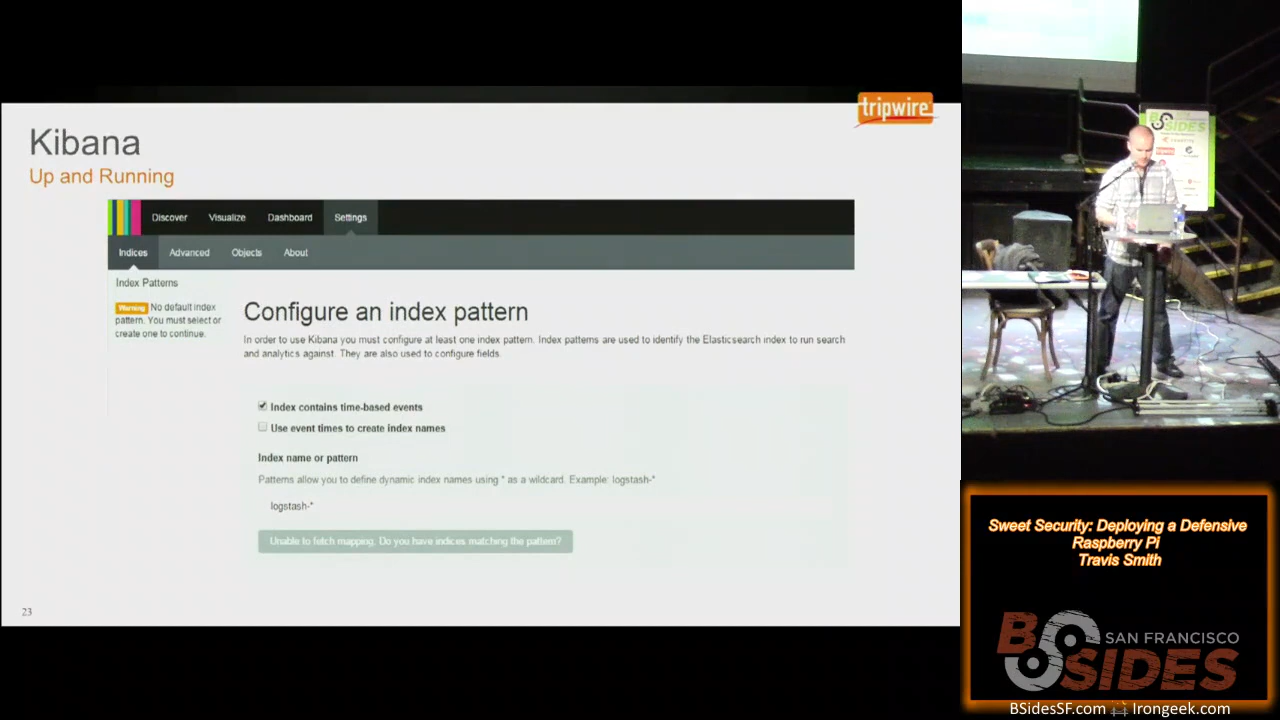 tripwire
Kibana
Up and Running
Discover Visualize Dashboard Settings
Indices Advanced Objects About
Index Patterns
Warning No default index
pattern. You must select or
create one to continue.
Configure an index pattern
In order to use Kibana you must configure at least one index pattern. Index patterns are used to identify the Elasticsearch index to run search
and analytics against. They are also used to configure fields.
Index contains time-based events
Use event times to create index names
Index name or pattern
Patterns allow you to define dynamic index names using * as a wildcard. Example: logstash-*
logstash-*
Unable to fetch mapping. Do you have indices matching the pattern?
23
BSIDES
Sweet Security: Deploying a Defensive
Raspberry Pi
Travis Smith
BSIDES
SAN FRANCISCO
BSidesSF.com Irongeek.com